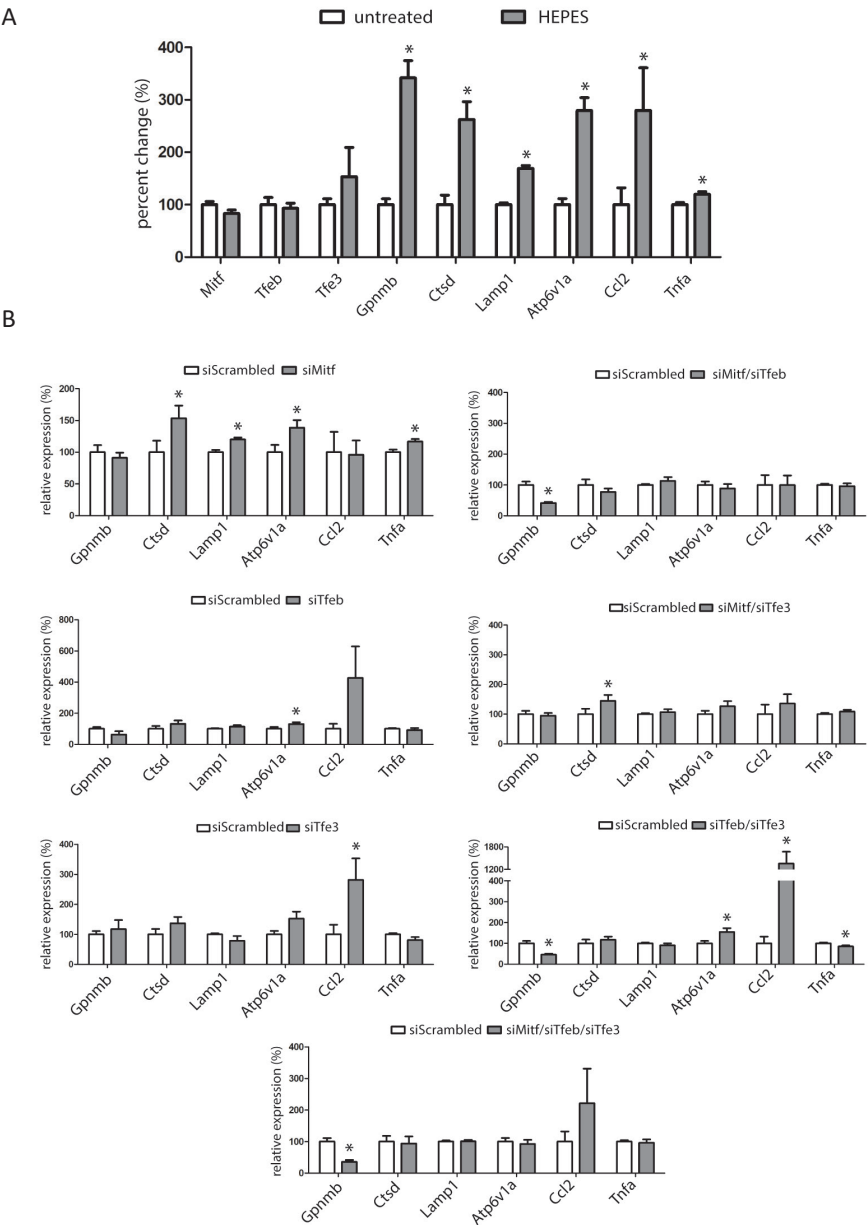 A
untreated HEPES
percent change (%)
400
300
200
100
0
* * * * * *
Mitf Tfeb Tfe3 Gpnmb Ctsd Lamp1 Atp6v1a Ccl2 Tnfa
B
siScrambled siMitf
relative expression (%)
200
150
100
50
0
* * * *
Gpnmb Ctsd Lamp1 Atp6v1a Ccl2 Tnfa
siScrambled siMitf/siTfeb
relative expression (%)
400
300
200
100
0
*
Gpnmb Ctsd Lamp1 Atp6v1a Ccl2 Tnfa
siScrambled siTfeb
relative expression (%)
800
600
400
200
0
*
Gpnmb Ctsd Lamp1 Atp6v1a Ccl2 Tnfa
siScrambled siMitf/siTfe3
relative expression (%)
400
300
200
100
0
*
Gpnmb Ctsd Lamp1 Atp6v1a Ccl2 Tnfa
siScrambled siTfe3
relative expression (%)
400
300
200
100
0
*
Gpnmb Ctsd Lamp1 Atp6v1a Ccl2 Tnfa
siScrambled siTfeb/siTfe3
relative expression (%)
1800
1200
400
300
200
100
0
* * * *
Gpnmb Ctsd Lamp1 Atp6v1a Ccl2 Tnfa
siScrambled siMitf/siTfeb/siTfe3
relative expression (%)
400
300
200
100
0
*
Gpnmb Ctsd Lamp1 Atp6v1a Ccl2 Tnfa